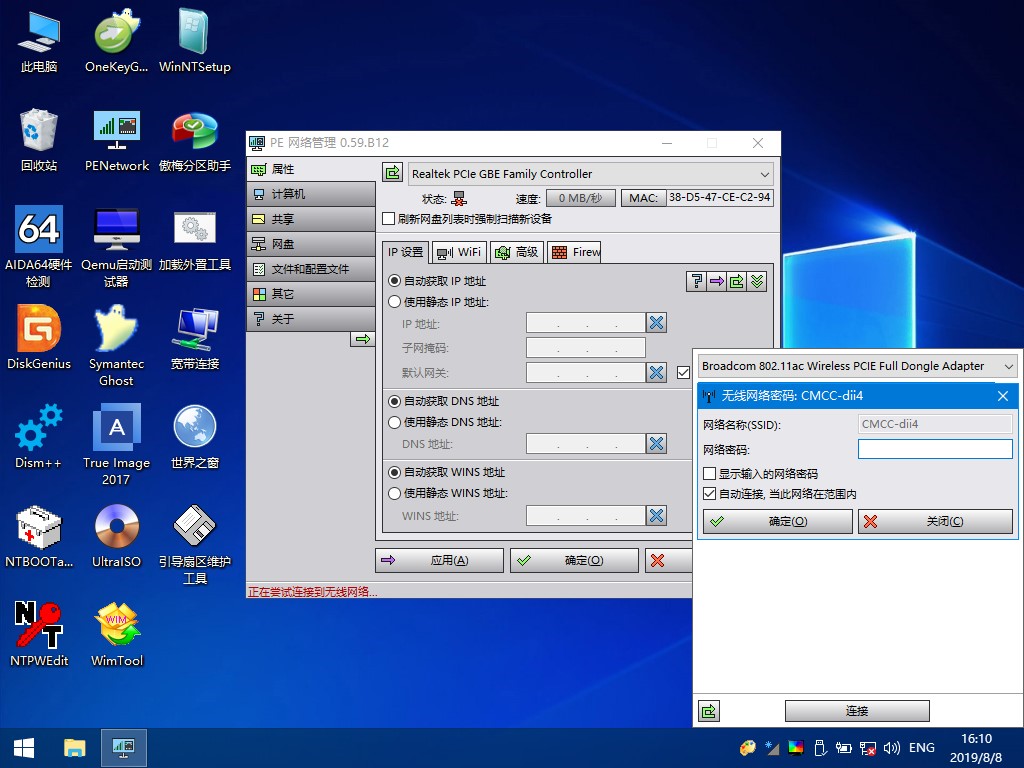 此电脑
OneKeyG...
WinNTSetup
回收站
PENetwork
傲梅分区助手
64
AIDA64硬件
检测
Qemu启动测
试器
加载外置工具
DiskGenius
Symantec
Ghost
宽带连接
Dism++
A
True Image
2017
世界之窗
NTBOOTa...
UltraISO
引导扇区维护
工具
N
T
NTPWEdit
WIM
WimTool
PE 网络管理 0.59.B12
属性
计算机
共享
网盘
文件和配置文件
其它
关于
Realtek PCIe GBE Family Controller
状态:
速度:
0 MB/秒
MAC:
38-D5-47-CE-C2-94
刷新网盘列表时强制扫描新设备
IP 设置
WiFi
高级
Firew
自动获取 IP 地址
使用静态 IP 地址:
IP 地址:
子网掩码:
默认网关:
自动获取 DNS 地址
使用静态 DNS 地址:
DNS 地址:
自动获取 WINS 地址
使用静态 WINS 地址:
WINS 地址:
应用(A)
确定(O)
正在尝试连接到无线网络...
Broadcom 802.11ac Wireless PCIE Full Dongle Adapter
无线网络密码: CMCC-dii4
网络名称(SSID):
CMCC-dii4
网络密码:
显示输入的网络密码
自动连接, 当此网络在范围内
确定(O)
关闭(C)
连接
ENG
16:10
2019/8/8